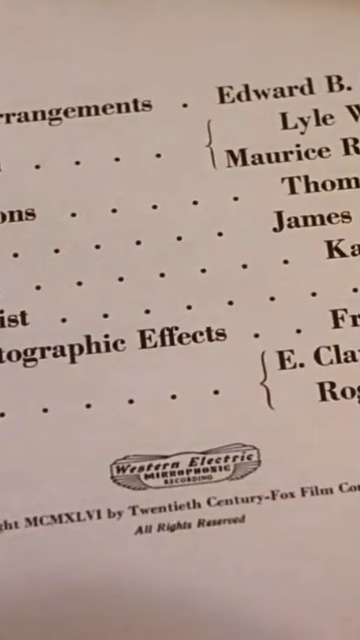 rrangements . Edward B.
. . . . Lyle
Maurice R
ons . . . . . Thom
. . . . . James
. . . . . Ka
ist . . . . . . .
tographic Effects . . Fr
. . . . . E. Cla
Rog
Western Electric
MIRROPHONIC
RECORDING
ght MCMXLVI by Twentieth Century-Fox Film Co
All Rights Reserved